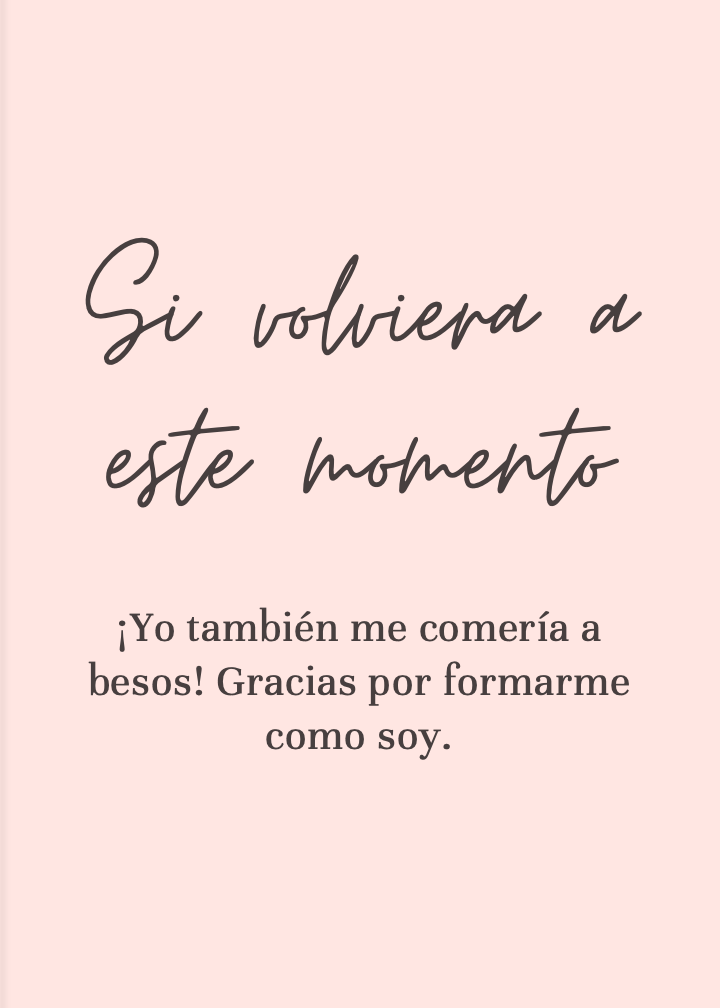 Si volviera a
este momento
¡Yo también me comería a
besos! Gracias por formarme
como soy.